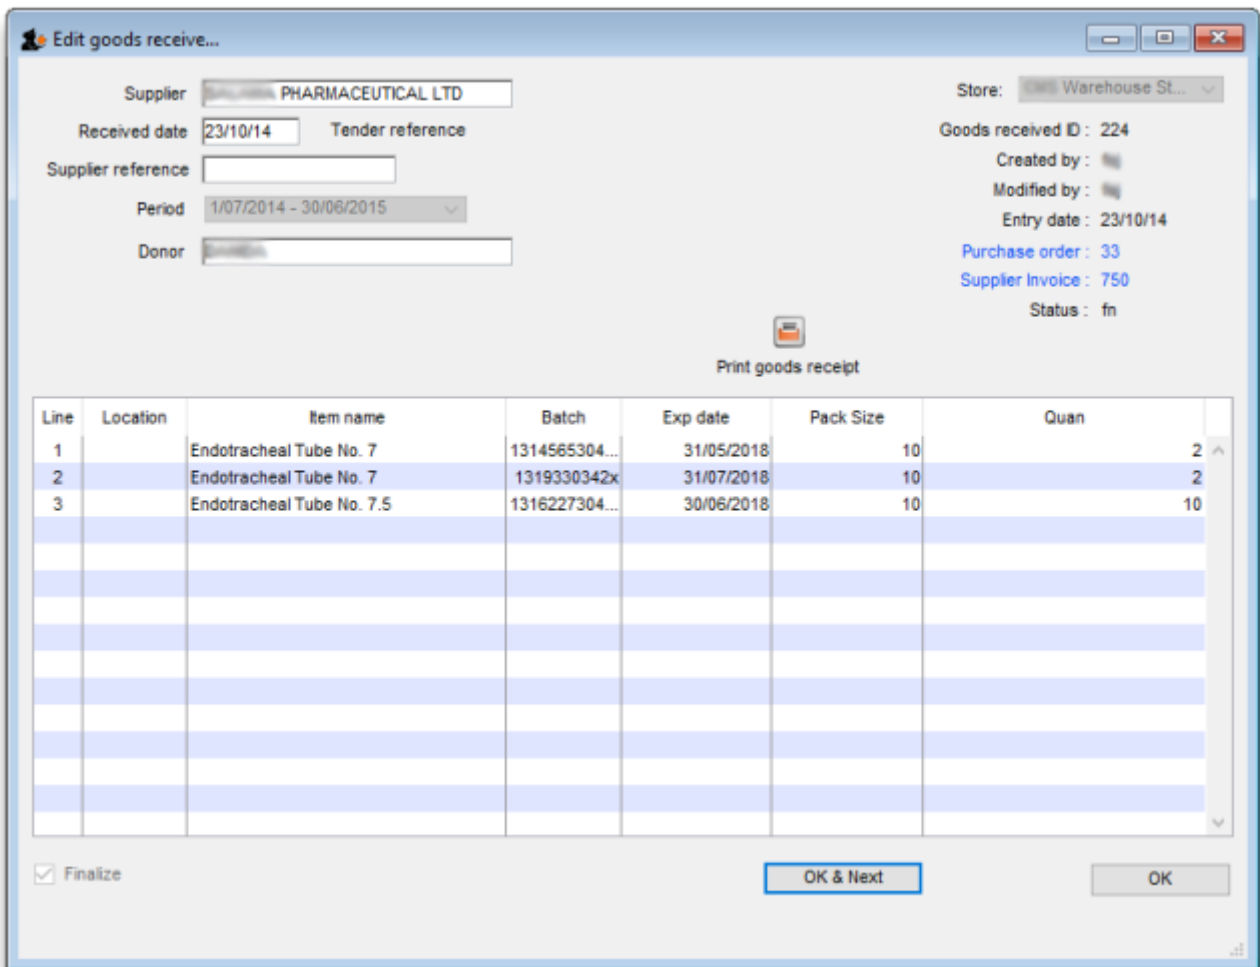 Edit goods receive...
Supplier PHARMACEUTICAL LTD
Store: Warehouse St...
Received date 23/10/14 Tender reference
Goods received ID : 224
Supplier reference
Created by :
Modified by :
Period 1/07/2014 - 30/06/2015
Entry date : 23/10/14
Donor
Purchase order : 33
Supplier Invoice : 750
Status : fn
Print goods receipt
Line Location Item name Batch Exp date Pack Size Quan
1 Endotracheal Tube No. 7 1314565304... 31/05/2018 10 2
2 Endotracheal Tube No. 7 1319330342x 31/07/2018 10 2
3 Endotracheal Tube No. 7.5 1316227304... 30/06/2018 10 10
Finalize
OK & Next
OK